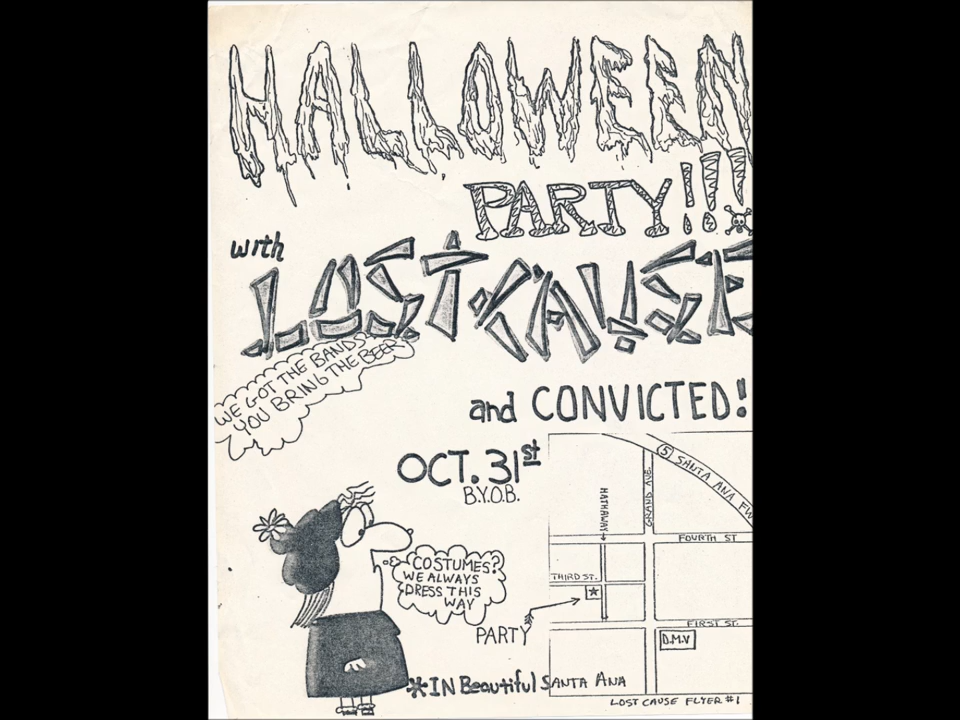 HALLOWEEN
PARTY!!!
with
LOST CAUSE
WE GOT THE BANDS
YOU BRING THE BEER
and CONVICTED!
OCT. 31st
B.Y.O.B.
5 SANTA ANA FW
GRAND AVE.
HATHAWAY
FOURTH ST
THIRD ST.
FIRST ST.
D.M.V
PARTY
COSTUMES?
WE ALWAYS
DRESS THIS
WAY
*IN Beautiful SANTA ANA
LOST CAUSE FLYER #1